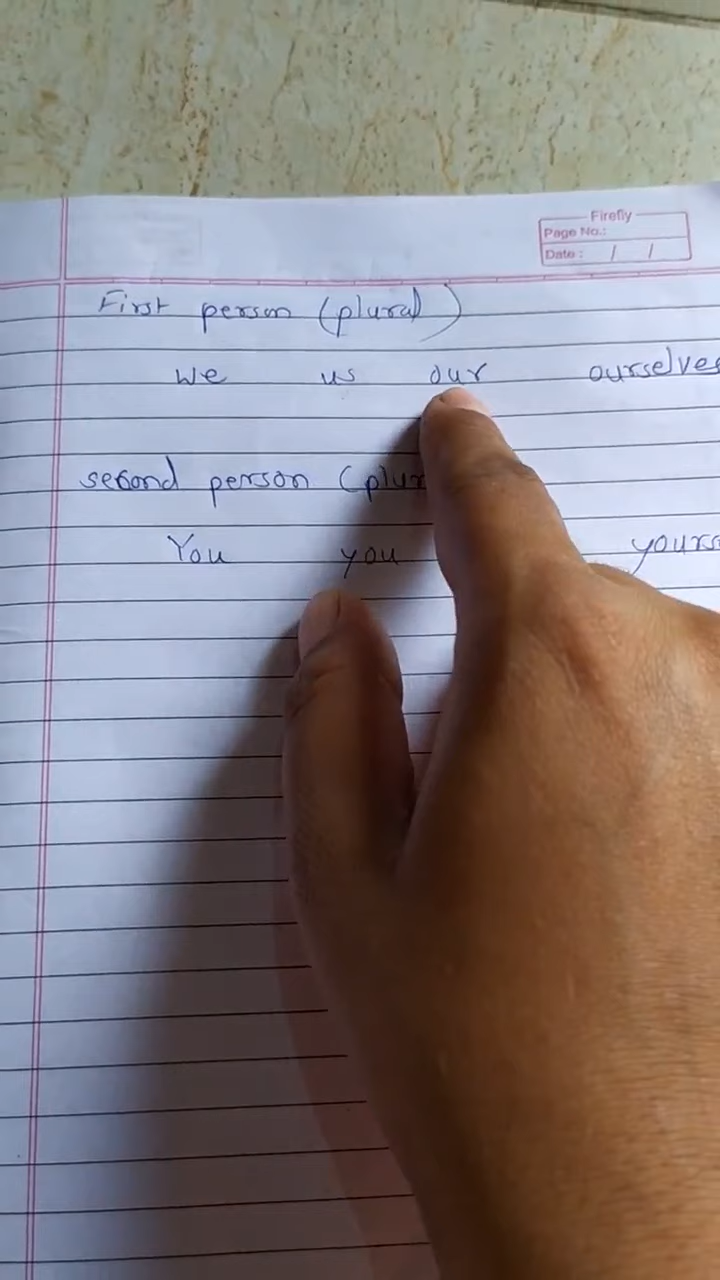 Firefly
Page No.:
Date : / /
First person (plural)
We us our ourselves
second person (plur
You you yours